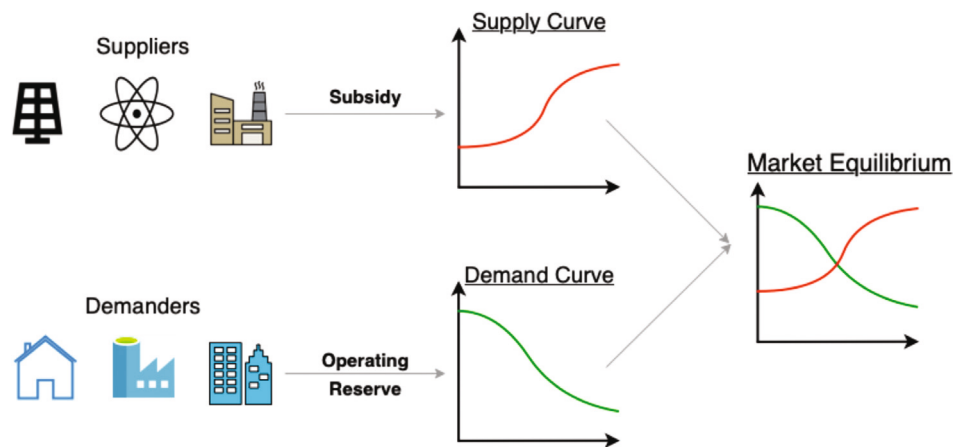 Suppliers
Subsidy
Supply Curve
Market Equilibrium
Demanders
Operating
Reserve
Demand Curve